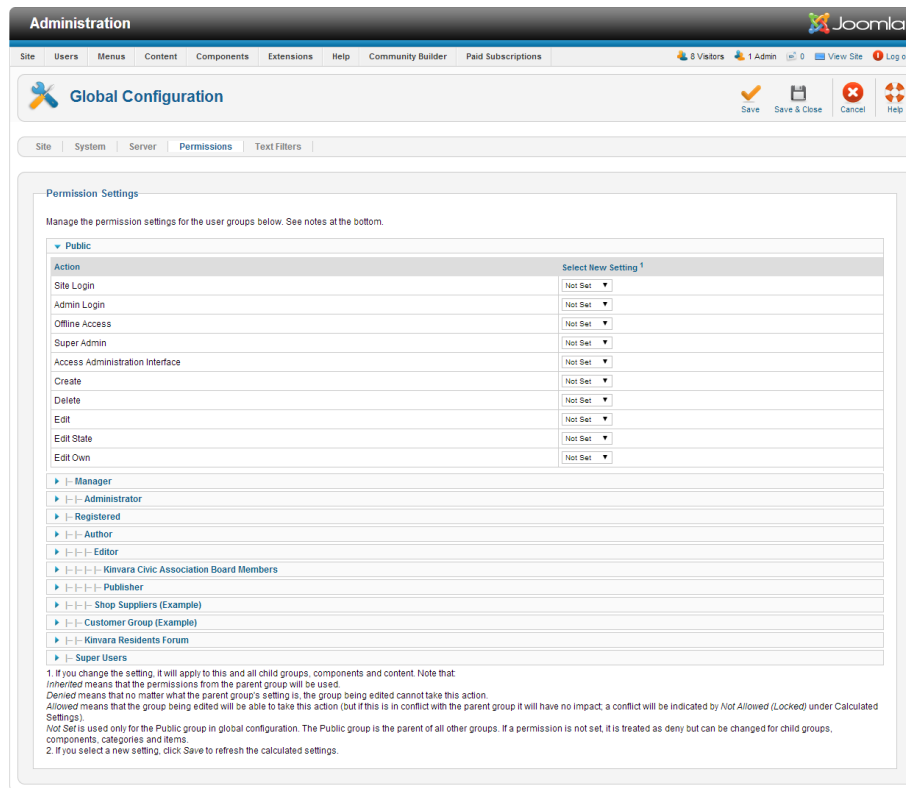 Administration
Joomla
Site Users Menus Content Components Extensions Help Community Builder Paid Subscriptions 8 Visitors 1 Admin 0 View Site Log o
Global Configuration
Save Save & Close Cancel Help
Site System Server Permissions Text Filters
Permission Settings
Manage the permission settings for the user groups below. See notes at the bottom.
Public
Action Select New Setting 1
Site Login Not Set
Admin Login Not Set
Offline Access Not Set
Super Admin Not Set
Access Administration Interface Not Set
Create Not Set
Delete Not Set
Edit Not Set
Edit State Not Set
Edit Own Not Set
|– Manager
|– |– Administrator
|– Registered
|– |– Author
|– |– |– Editor
|– |– |– |– Kinvara Civic Association Board Members
|– |– |– |– Publisher
|– |– |– Shop Suppliers (Example)
|– |– Customer Group (Example)
|– |– Kinvara Residents Forum
|– Super Users
1. If you change the setting, it will apply to this and all child groups, components and content. Note that:
Inherited means that the permissions from the parent group will be used.
Denied means that no matter what the parent group's setting is, the group being edited cannot take this action.
Allowed means that the group being edited will be able to take this action (but if this is in conflict with the parent group it will have no impact; a conflict will be indicated by Not Allowed (Locked) under Calculated
Settings).
Not Set is used only for the Public group in global configuration. The Public group is the parent of all other groups. If a permission is not set, it is treated as deny but can be changed for child groups,
components, categories and items.
2. If you select a new setting, click Save to refresh the calculated settings.